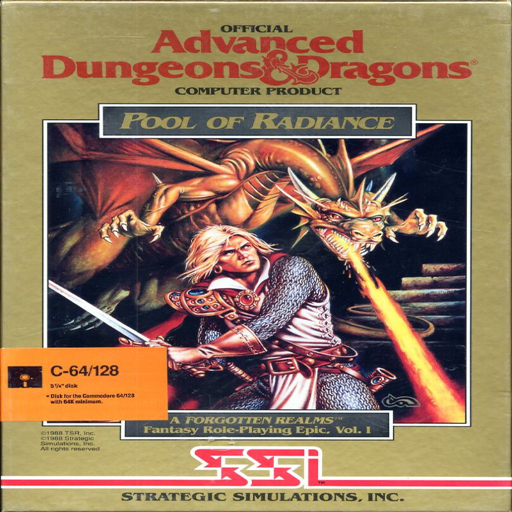 OFFICIAL
Advanced
Dungeons & Dragons®
COMPUTER PRODUCT
POOL OF RADIANCE
C-64/128
5¼" disk
• Disk for the Commodore 64/128
with 64K minimum.
A FORGOTTEN REALMS™
Fantasy Role-Playing Epic, Vol. I
©1988 TSR, Inc.
©1988 Strategic
Simulations, Inc.
All rights reserved.
SSI
STRATEGIC SIMULATIONS, INC.